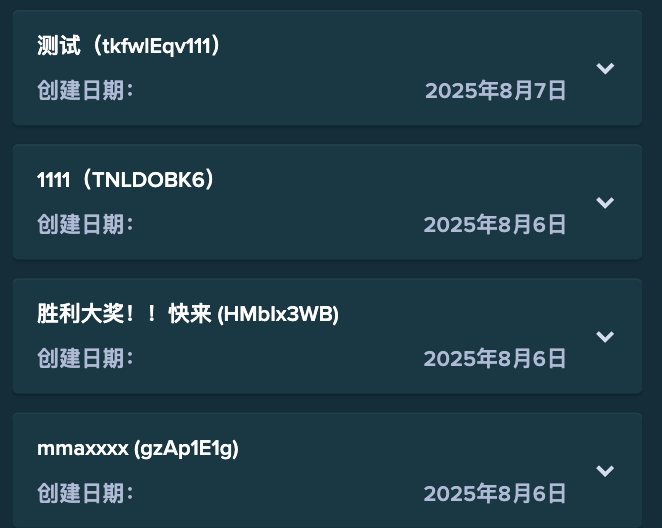 测试（tkfwlEqv111）
创建日期：
2025年8月7日
1111（TNLDOBK6）
创建日期：
2025年8月6日
胜利大奖！！快来 (HMblx3WB)
创建日期：
2025年8月6日
mmaxxxx (gzAp1E1g)
创建日期：
2025年8月6日